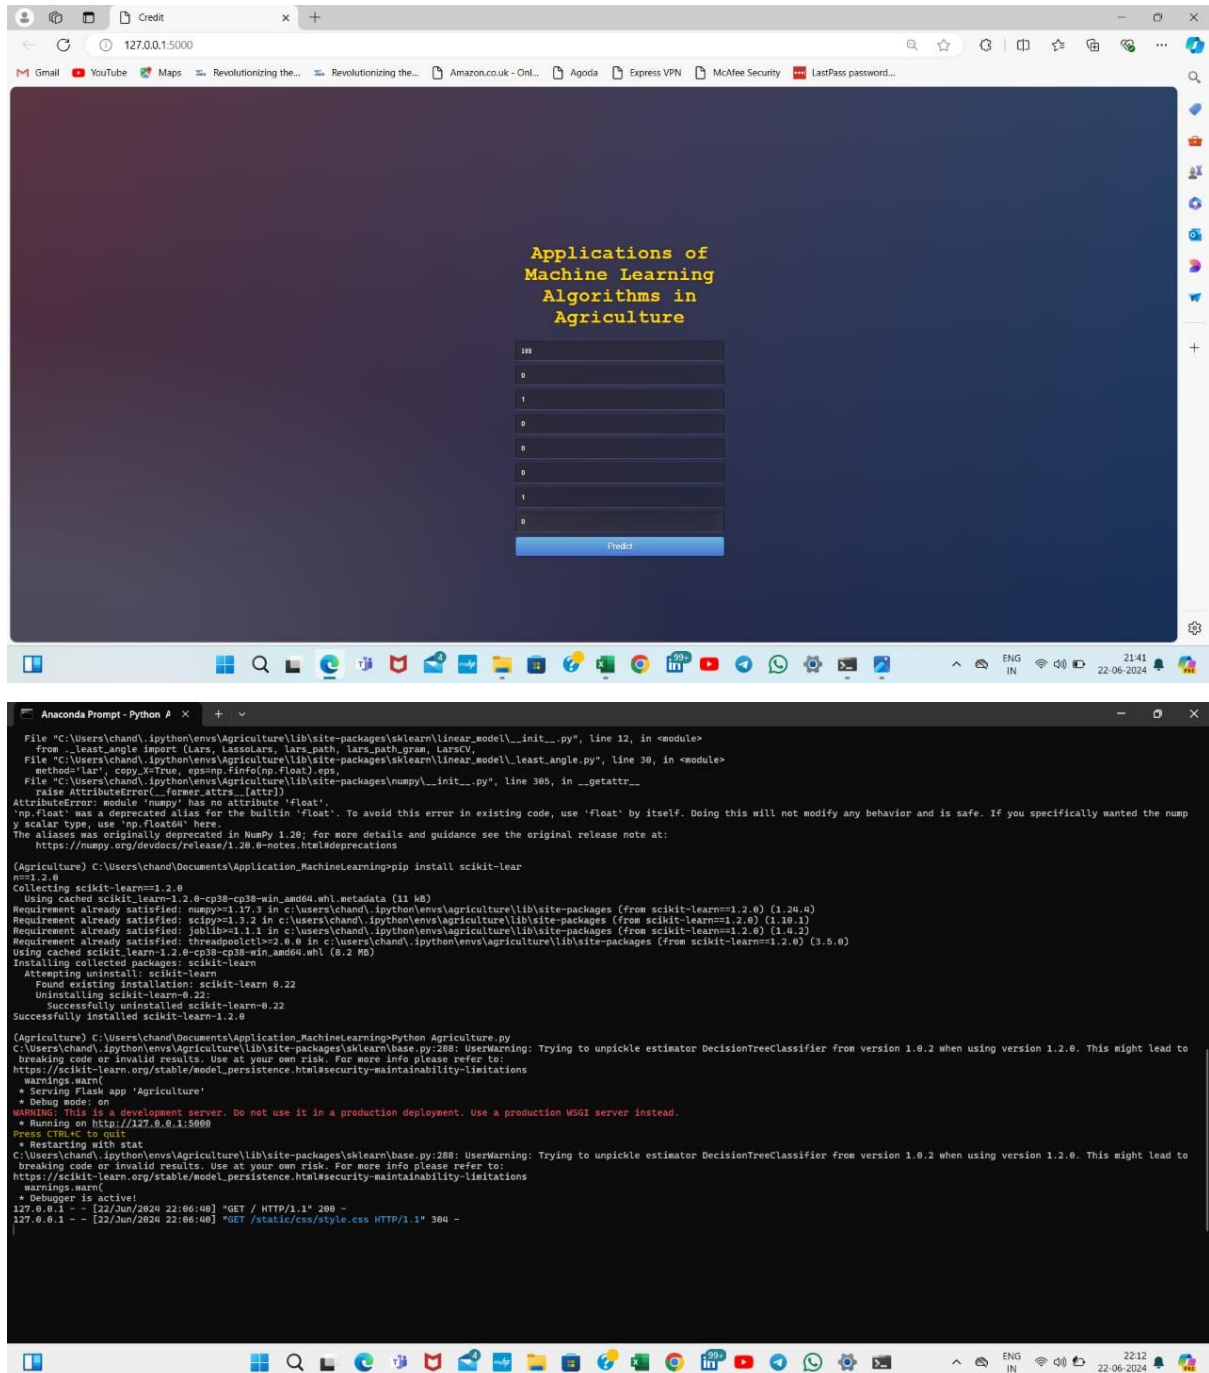 Credit
127.0.0.1:5000
Gmail
YouTube
Maps
Revolutionizing the...
Revolutionizing the...
Amazon.co.uk - Onl...
Agoda
Express VPN
McAfee Security
LastPass password...
Applications of
Machine Learning
Algorithms in
Agriculture
0
1
0
0
0
1
0
Predict
ENG
IN
21:41
22-06-2024
Anaconda Prompt - Python A
File "C:\Users\chand\.ipython\envs\Agriculture\lib\site-packages\sklearn\linear_model\__init__.py", line 12, in <module>
from ._least_angle import (Lars, LassoLars, lars_path, lars_path_gram, LarsCV,
File "C:\Users\chand\.ipython\envs\Agriculture\lib\site-packages\sklearn\linear_model\_least_angle.py", line 30, in <module>
method='lar', copy_X=True, eps=np.finfo(np.float).eps,
File "C:\Users\chand\.ipython\envs\Agriculture\lib\site-packages\numpy\__init__.py", line 305, in __getattr__
raise AttributeError(__former_attrs__[attr])
AttributeError: module 'numpy' has no attribute 'float'.
`np.float` was a deprecated alias for the builtin `float`. To avoid this error in existing code, use `float` by itself. Doing this will not modify any behavior and is safe. If you specifically wanted the nump
y scalar type, use `np.float64` here.
The aliases was originally deprecated in NumPy 1.20; for more details and guidance see the original release note at:
https://numpy.org/devdocs/release/1.20.0-notes.html#deprecations
(Agriculture) C:\Users\chand\Documents\Application_MachineLearning>pip install scikit-lear
n==1.2.0
Collecting scikit-learn==1.2.0
Using cached scikit_learn-1.2.0-cp38-cp38-win_amd64.whl.metadata (11 kB)
Requirement already satisfied: numpy>=1.17.3 in c:\users\chand\.ipython\envs\agriculture\lib\site-packages (from scikit-learn==1.2.0) (1.24.4)
Requirement already satisfied: scipy>=1.3.2 in c:\users\chand\.ipython\envs\agriculture\lib\site-packages (from scikit-learn==1.2.0) (1.10.1)
Requirement already satisfied: joblib>=1.1.1 in c:\users\chand\.ipython\envs\agriculture\lib\site-packages (from scikit-learn==1.2.0) (1.4.2)
Requirement already satisfied: threadpoolctl>=2.0.0 in c:\users\chand\.ipython\envs\agriculture\lib\site-packages (from scikit-learn==1.2.0) (3.5.0)
Using cached scikit_learn-1.2.0-cp38-cp38-win_amd64.whl (8.2 MB)
Installing collected packages: scikit-learn
Attempting uninstall: scikit-learn
Found existing installation: scikit-learn 0.22
Uninstalling scikit-learn-0.22:
Successfully uninstalled scikit-learn-0.22
Successfully installed scikit-learn-1.2.0
(Agriculture) C:\Users\chand\Documents\Application_MachineLearning>Python Agriculture.py
C:\Users\chand\.ipython\envs\Agriculture\lib\site-packages\sklearn\base.py:288: UserWarning: Trying to unpickle estimator DecisionTreeClassifier from version 1.0.2 when using version 1.2.0. This might lead to
breaking code or invalid results. Use at your own risk. For more info please refer to:
https://scikit-learn.org/stable/model_persistence.html#security-maintainability-limitations
warnings.warn(
* Serving Flask app 'Agriculture'
* Debug mode: on
WARNING: This is a development server. Do not use it in a production deployment. Use a production WSGI server instead.
* Running on http://127.0.0.1:5000
Press CTRL+C to quit
* Restarting with stat
C:\Users\chand\.ipython\envs\Agriculture\lib\site-packages\sklearn\base.py:288: UserWarning: Trying to unpickle estimator DecisionTreeClassifier from version 1.0.2 when using version 1.2.0. This might lead to
breaking code or invalid results. Use at your own risk. For more info please refer to:
https://scikit-learn.org/stable/model_persistence.html#security-maintainability-limitations
warnings.warn(
* Debugger is active!
127.0.0.1 - - [22/Jun/2024 22:06:40] "GET / HTTP/1.1" 200 -
127.0.0.1 - - [22/Jun/2024 22:06:40] "GET /static/css/style.css HTTP/1.1" 304 -
ENG
IN
22:12
22-06-2024